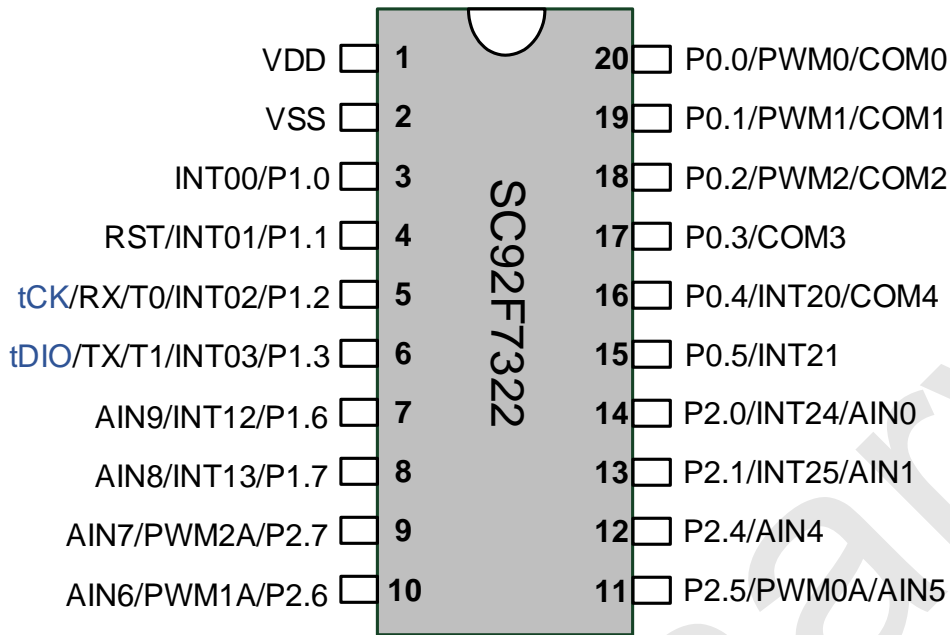 VDD 1 20 P0.0/PWM0/COM0
VSS 2 19 P0.1/PWM1/COM1
INT00/P1.0 3 18 P0.2/PWM2/COM2
RST/INT01/P1.1 4 17 P0.3/COM3
tCK/RX/T0/INT02/P1.2 5 16 P0.4/INT20/COM4
tDIO/TX/T1/INT03/P1.3 6 15 P0.5/INT21
AIN9/INT12/P1.6 7 14 P2.0/INT24/AIN0
AIN8/INT13/P1.7 8 13 P2.1/INT25/AIN1
AIN7/PWM2A/P2.7 9 12 P2.4/AIN4
AIN6/PWM1A/P2.6 10 11 P2.5/PWM0A/AIN5
SC92F7322